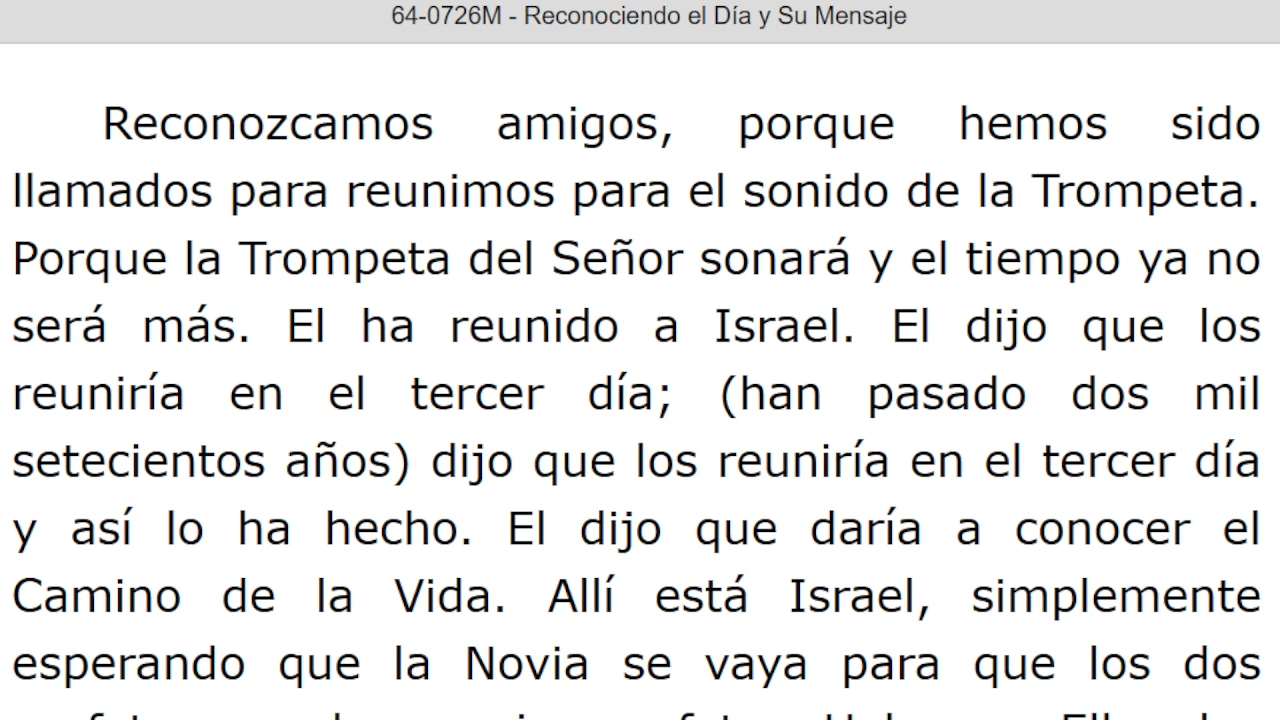 64-0726M - Reconociendo el Día y Su Mensaje
Reconozcamos amigos, porque hemos sido
llamados para reunimos para el sonido de la Trompeta.
Porque la Trompeta del Señor sonará y el tiempo ya no
será más. El ha reunido a Israel. El dijo que los
reuniría en el tercer día; (han pasado dos mil
setecientos años) dijo que los reuniría en el tercer día
y así lo ha hecho. El dijo que daría a conocer el
Camino de la Vida. Allí está Israel, simplemente
esperando que la Novia se vaya para que los dos